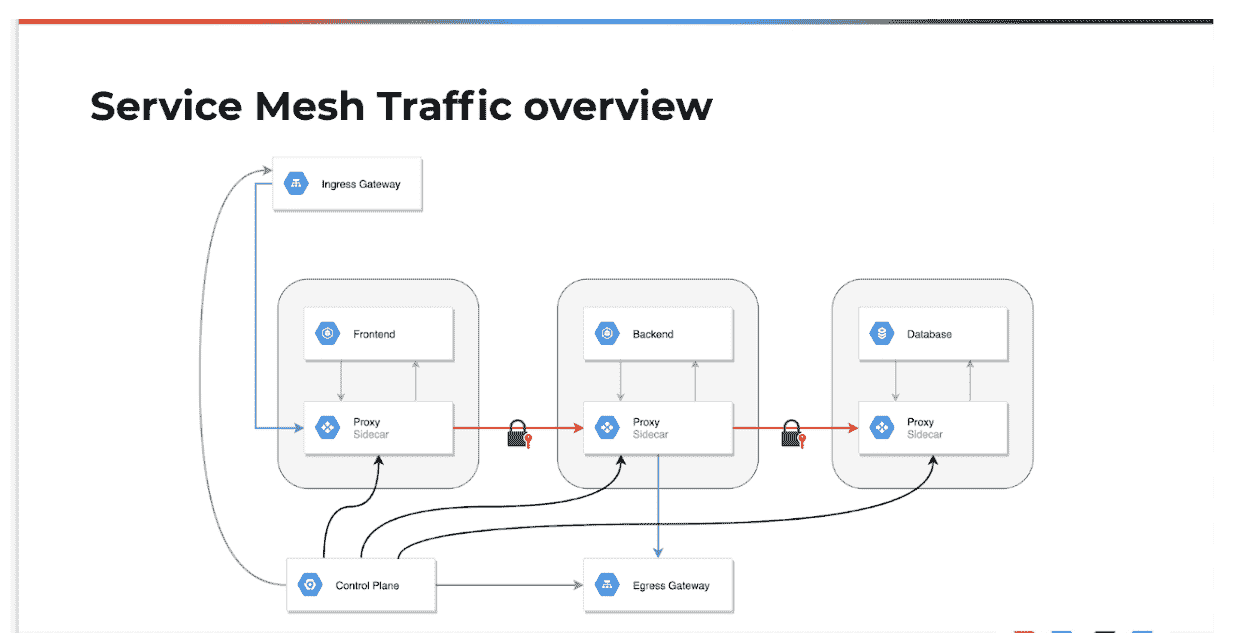 Service Mesh Traffic overview
Ingress Gateway
Frontend
Backend
Database
Proxy
Sidecar
Proxy
Sidecar
Proxy
Sidecar
Control Plane
Egress Gateway